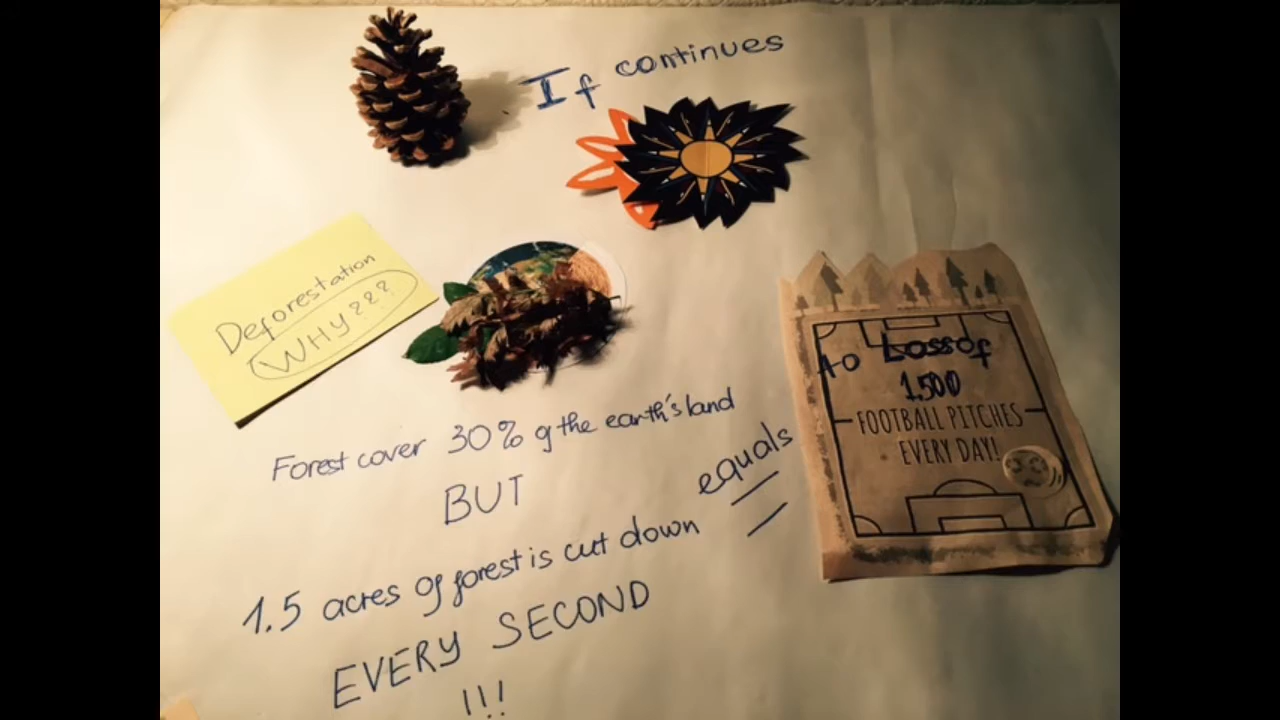 If continues
Deforestation
WHY???
Forest cover 30% of the earth's land
BUT
1.5 acres of forest is cut down
EVERY SECOND
!!!
equals
Loss of
1.500
FOOTBALL PITCHES
EVERY DAY!